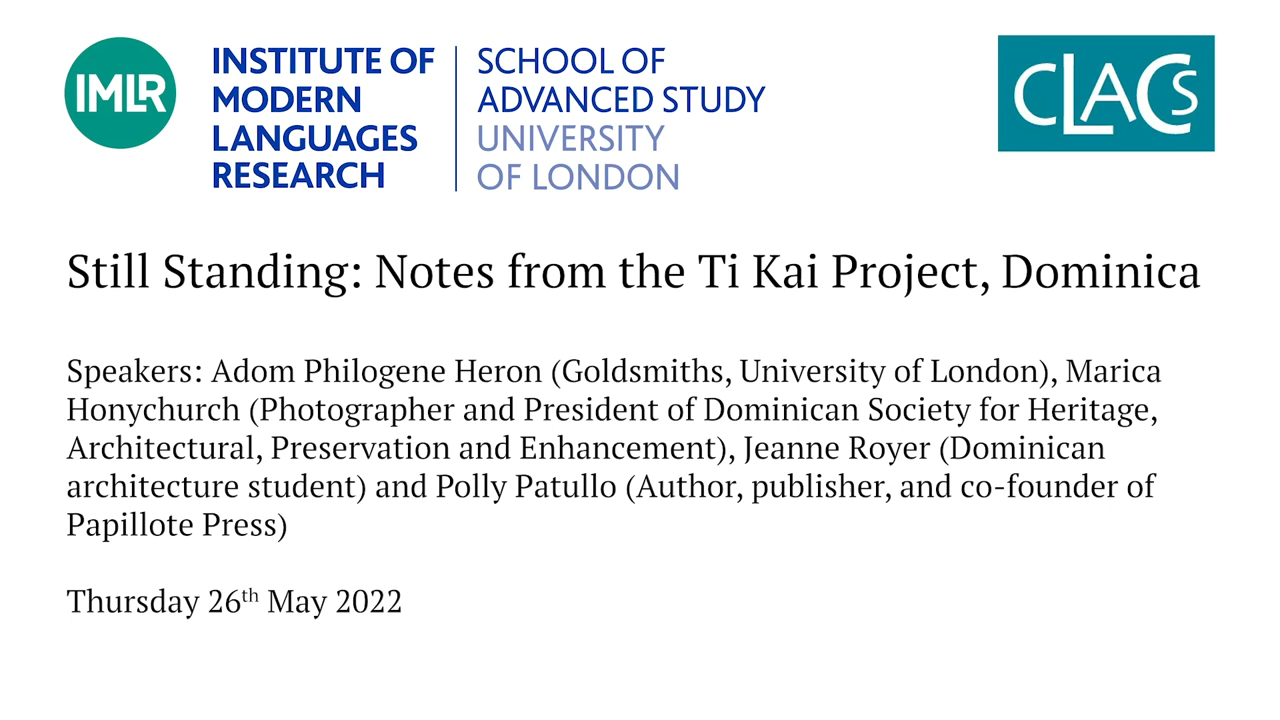 IMLR
INSTITUTE OF
MODERN
LANGUAGES
RESEARCH
SCHOOL OF
ADVANCED STUDY
UNIVERSITY
OF LONDON
CLACS
Still Standing: Notes from the Ti Kai Project, Dominica
Speakers: Adom Philogene Heron (Goldsmiths, University of London), Marica
Honychurch (Photographer and President of Dominican Society for Heritage,
Architectural, Preservation and Enhancement), Jeanne Royer (Dominican
architecture student) and Polly Patullo (Author, publisher, and co-founder of
Papillote Press)
Thursday 26th May 2022